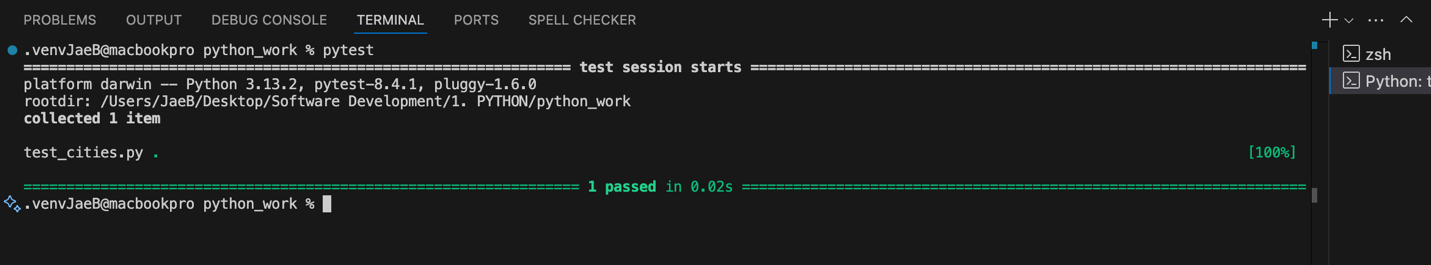 PROBLEMS OUTPUT DEBUG CONSOLE TERMINAL PORTS SPELL CHECKER
.venvJaeB@macbookpro python_work % pytest
============================= test session starts =============================
platform darwin -- Python 3.13.2, pytest-8.4.1, pluggy-1.6.0
rootdir: /Users/JaeB/Desktop/Software Development/1. PYTHON/python_work
collected 1 item
test_cities.py . [100%]
============================= 1 passed in 0.02s =============================
.venvJaeB@macbookpro python_work %
zsh
Python: t